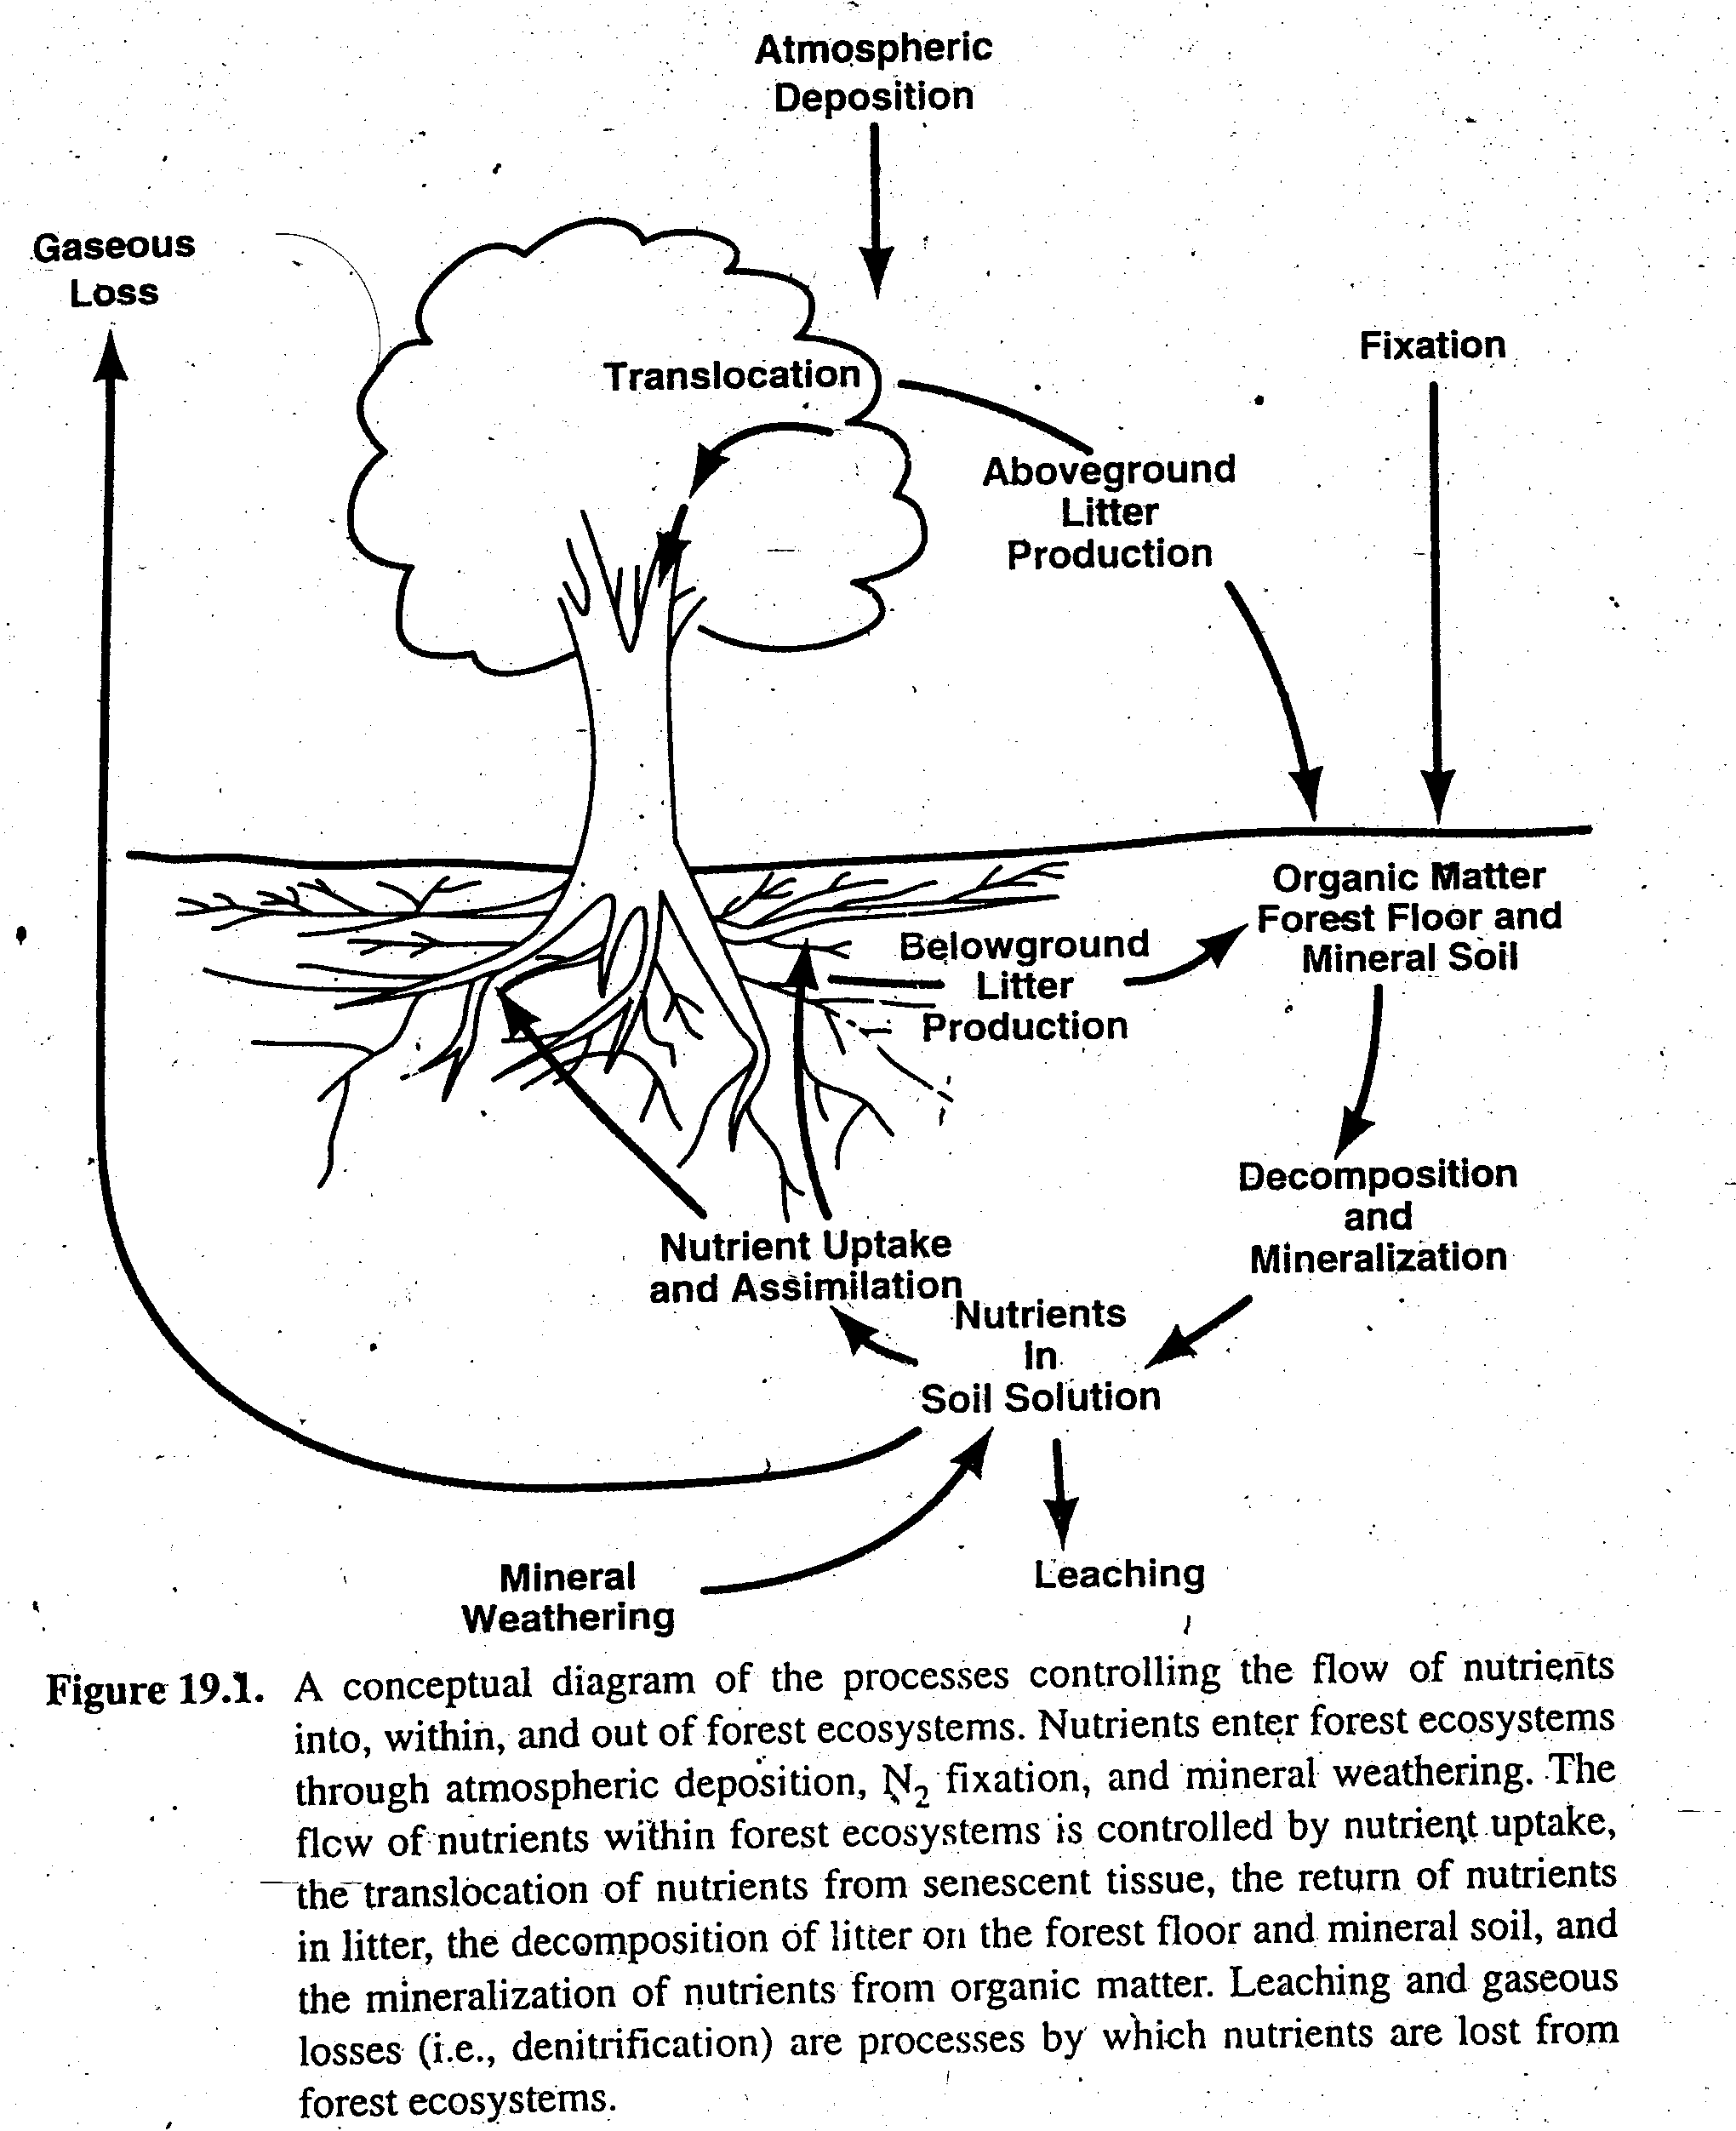 Atmospheric
Deposition
Gaseous
Loss
Fixation
Translocation
Aboveground
Litter
Production
Organic Matter
Forest Floor and
Mineral Soil
Belowground
Litter
Production
Decomposition
and
Mineralization
Nutrient Uptake
and Assimilation
Nutrients
In
Soil Solution
Mineral
Weathering
Leaching
Figure 19.1. A conceptual diagram of the processes controlling the flow of nutrients
into, within, and out of forest ecosystems. Nutrients enter forest ecosystems
through atmospheric deposition, N₂ fixation, and mineral weathering. The
flow of nutrients within forest ecosystems is controlled by nutrient uptake,
the translocation of nutrients from senescent tissue, the return of nutrients
in litter, the decomposition of litter on the forest floor and mineral soil, and
the mineralization of nutrients from organic matter. Leaching and gaseous
losses (i.e., denitrification) are processes by which nutrients are lost from
forest ecosystems.